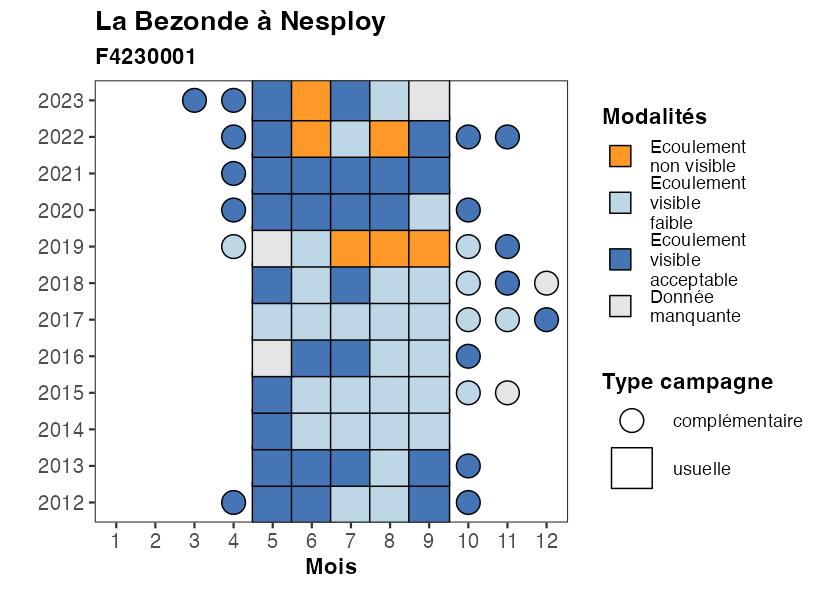 La Bezonde à Nesploy
F4230001
2023
2022
2021
2020
2019
2018
2017
2016
2015
2014
2013
2012
1 2 3 4 5 6 7 8 9 10 11 12
Mois
Modalités
Ecoulement
non visible
Ecoulement
visible
faible
Ecoulement
visible
acceptable
Donnée
manquante
Type campagne
complémentaire
usuelle